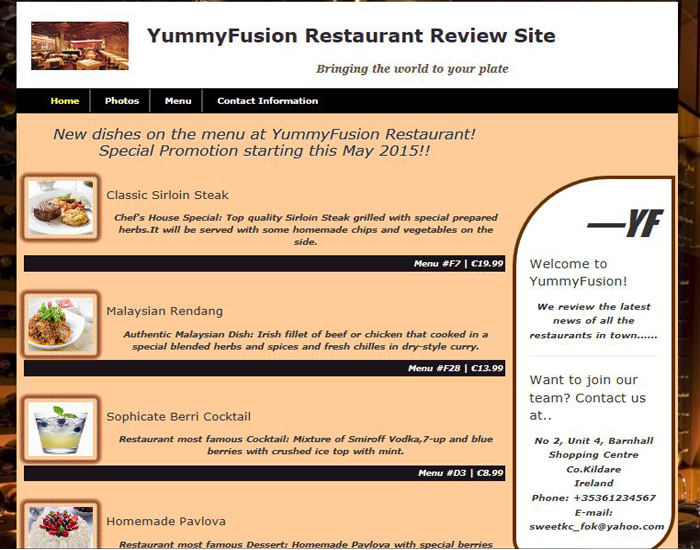 YummyFusion Restaurant Review Site
Bringing the world to your plate
Home Photos Menu Contact Information
New dishes on the menu at YummyFusion Restaurant!
Special Promotion starting this May 2015!!
Classic Sirloin Steak
Chef's House Special: Top quality Sirloin Steak grilled with special prepared
herbs.It will be served with some homemade chips and vegetables on the
side.
Menu #F7 | €19.99
Malaysian Rendang
Authentic Malaysian Dish: Irish fillet of beef or chicken that cooked in a
special blended herbs and spices and fresh chilles in dry-style curry.
Menu #F28 | €13.99
Sophicate Berri Cocktail
Restaurant most famous Cocktail: Mixture of Smiroff Vodka,7-up and blue
berries with crushed ice top with mint.
Menu #D3 | €8.99
Homemade Pavlova
Restaurant most famous Dessert: Homemade Pavlova with special berries
—YF
Welcome to
YummyFusion!
We review the latest
news of all the
restaurants in town......
Want to join our
team? Contact us
at..
No 2, Unit 4, Barnhall
Shopping Centre
Co.Kildare
Ireland
Phone: +35361234567
E-mail:
sweetkc_fok@yahoo.com